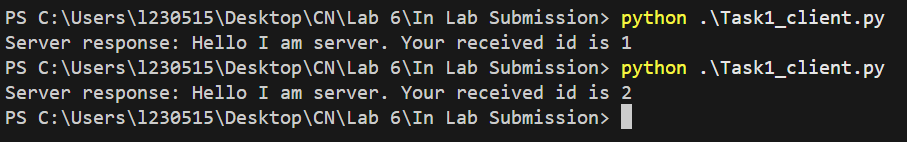 PS C:\Users\l230515\Desktop\CN\Lab 6\In Lab Submission> python .\Task1_client.py
Server response: Hello I am server. Your received id is 1
PS C:\Users\l230515\Desktop\CN\Lab 6\In Lab Submission> python .\Task1_client.py
Server response: Hello I am server. Your received id is 2
PS C:\Users\l230515\Desktop\CN\Lab 6\In Lab Submission>